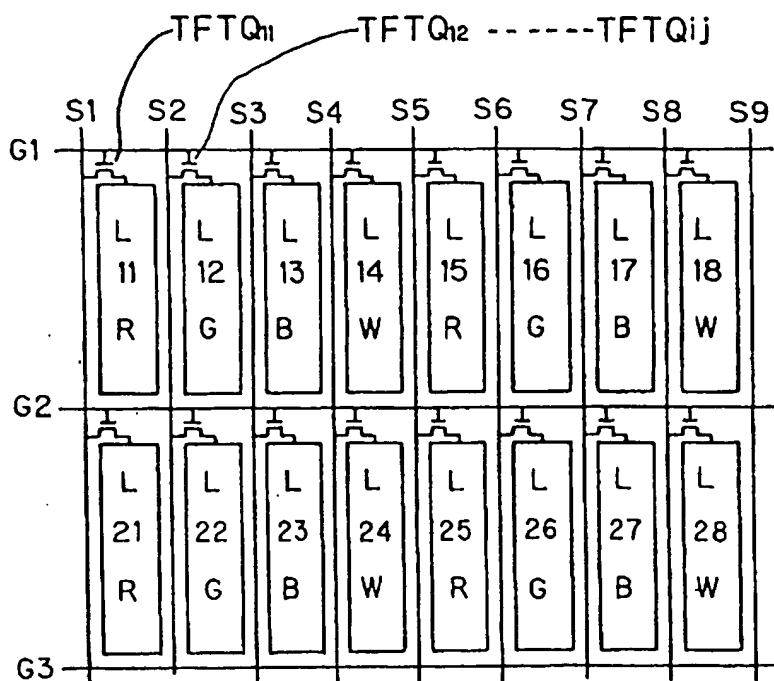 TFTQ11 TFTQ12 ------ TFTQij
S1 S2 S3 S4 S5 S6 S7 S8 S9
G1
L L L L L L L L
11 12 13 14 15 16 17 18
R G B W R G B W
G2
L L L L L L L L
21 22 23 24 25 26 27 28
R G B W R G B W
G3